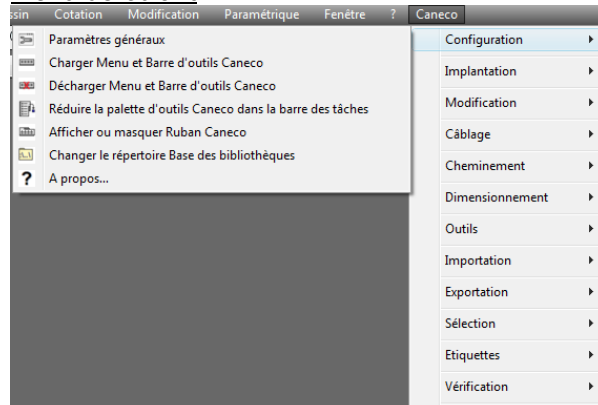 ssin Cotation Modification Paramétrique Fenêtre ? Caneco
Paramètres généraux
Charger Menu et Barre d'outils Caneco
Décharger Menu et Barre d'outils Caneco
Réduire la palette d'outils Caneco dans la barre des tâches
Afficher ou masquer Ruban Caneco
Changer le répertoire Base des bibliothèques
? A propos...
Configuration
Implantation
Modification
Câblage
Cheminement
Dimensionnement
Outils
Importation
Exportation
Sélection
Etiquettes
Vérification